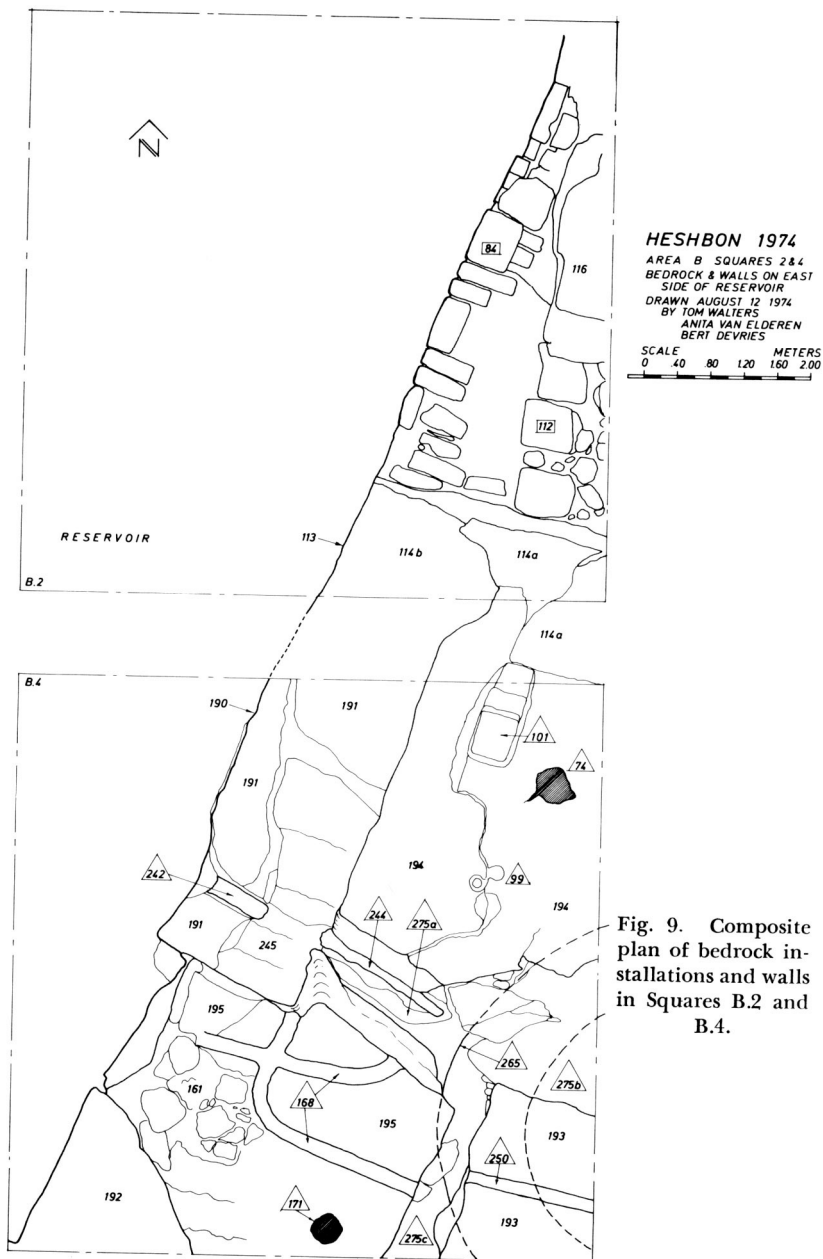 N
84
116
HESHBON 1974
AREA B SQUARES 2&4
BEDROCK & WALLS ON EAST
SIDE OF RESERVOIR
DRAWN AUGUST 12 1974
BY TOM WALTERS
ANITA VAN ELDEREN
BERT DEVRIES
SCALE METERS
0 .40 .80 1.20 1.60 2.00
112
RESERVOIR
113
114b
114a
B.2
114a
B.4
190
191
101
74
191
242
194
99
194
191
245
244
275a
195
265
161
168
195
275b
193
250
192
171
275c
193
Fig. 9. Composite
plan of bedrock in-
stallations and walls
in Squares B.2 and
B.4.